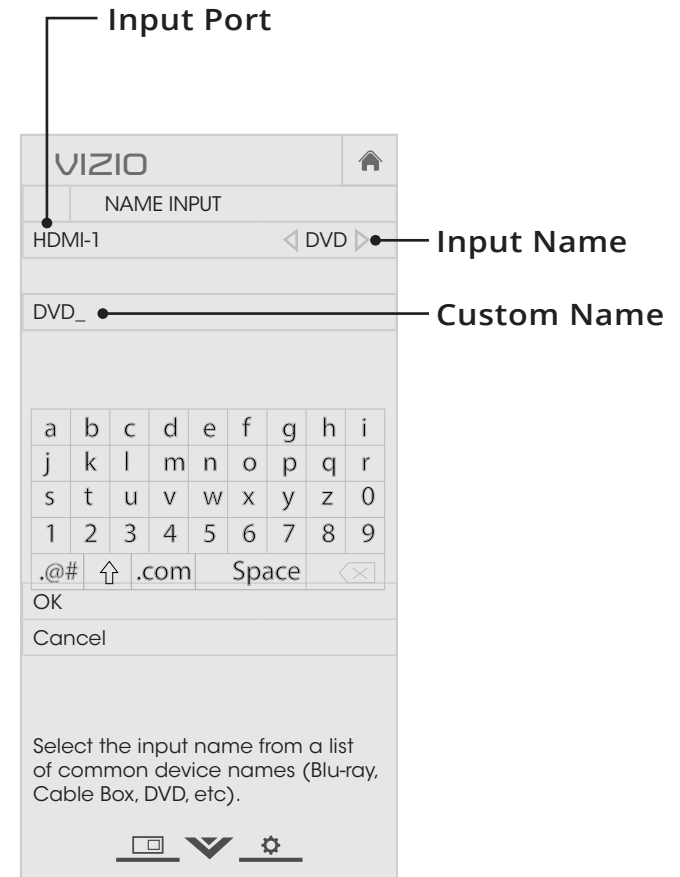 Input Port
VIZIO
NAME INPUT
HDMI-1 DVD Input Name
DVD_ Custom Name
a b c d e f g h i
j k l m n o p q r
s t u v w x y z 0
1 2 3 4 5 6 7 8 9
.@# .com Space
OK
Cancel
Select the input name from a list
of common device names (Blu-ray,
Cable Box, DVD, etc).